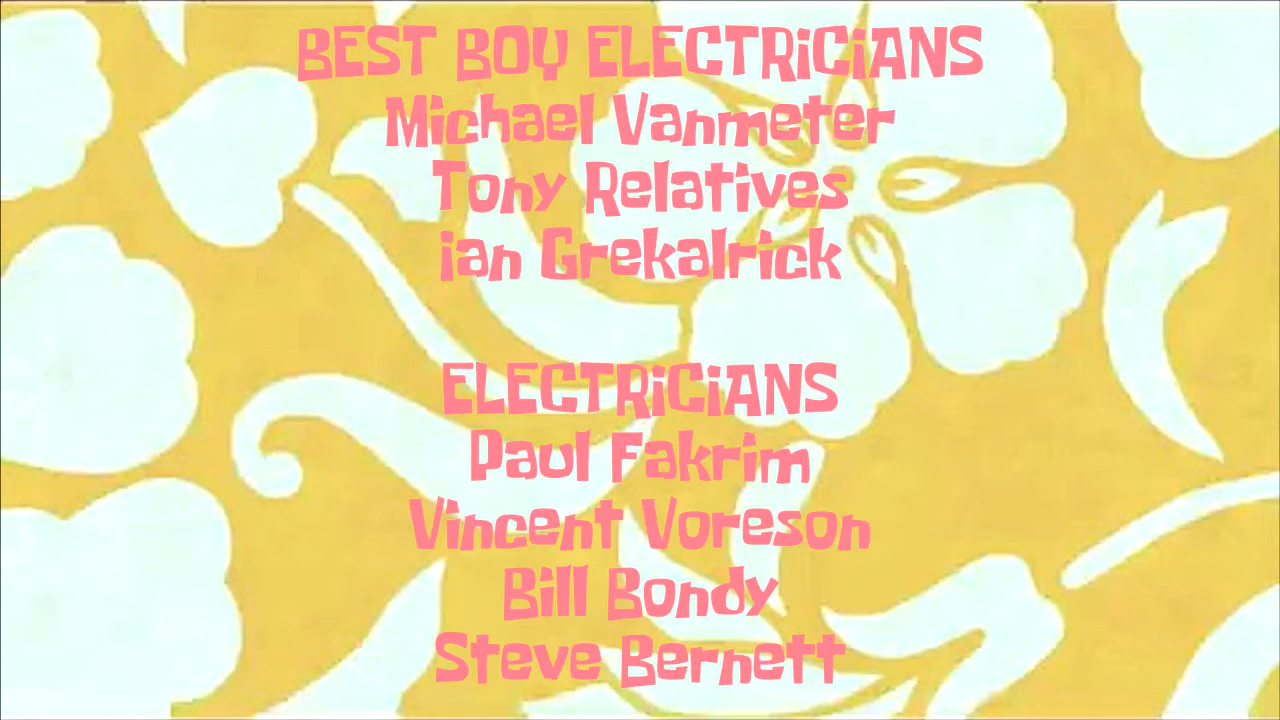 BEST BOY ELECTRiCiANS
Michael Vanmeter
Tony Relatives
ian Grekalrick
ELECTRiCiANS
Paul Fakrim
Vincent Voreson
Bill Bondy
Steve Bernett